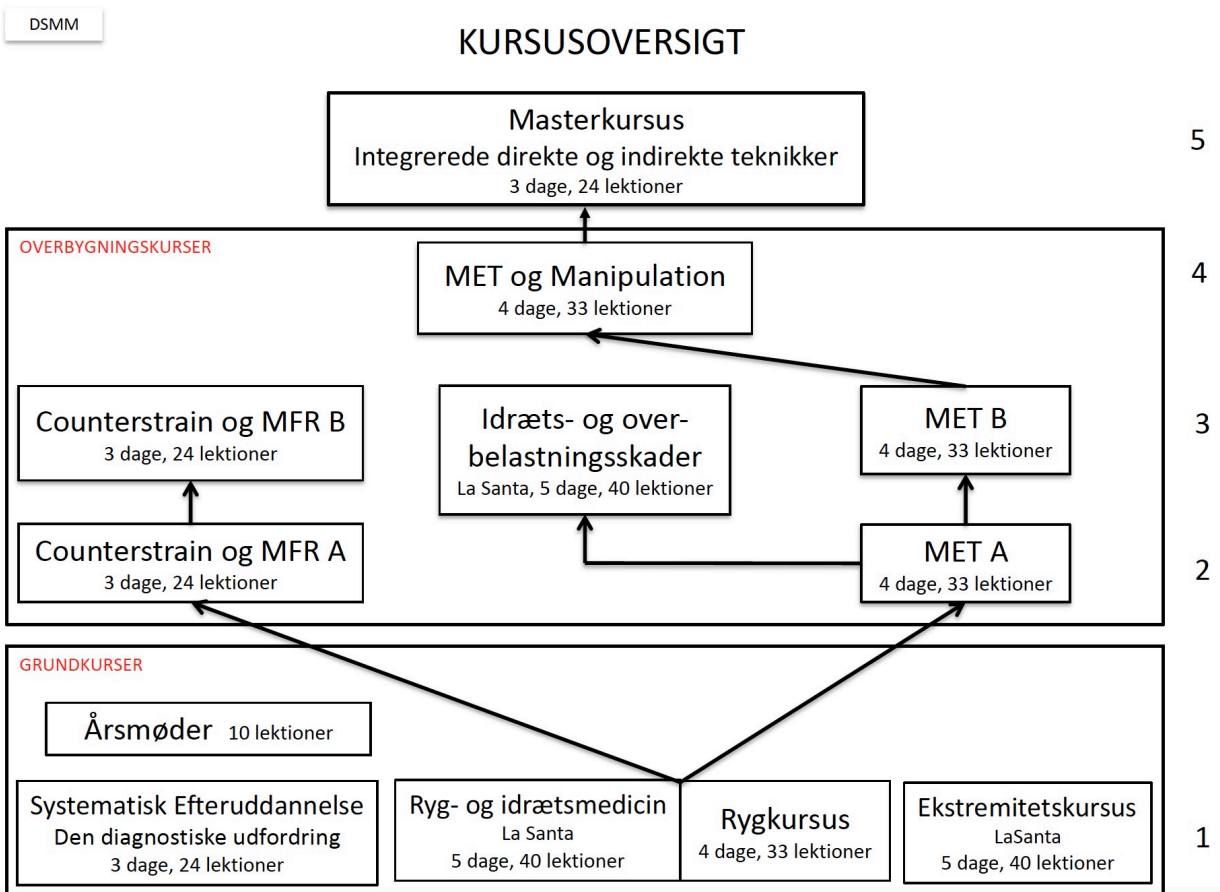 DSMM
KURSUSOVERSIGT
Masterkursus
Integrerede direkte og indirekte teknikker
3 dage, 24 lektioner
5
OVERBYGNINGSKURSER
MET og Manipulation
4 dage, 33 lektioner
4
Counterstrain og MFR B
3 dage, 24 lektioner
Idræts- og over-
belastningsskader
La Santa, 5 dage, 40 lektioner
MET B
4 dage, 33 lektioner
3
Counterstrain og MFR A
3 dage, 24 lektioner
MET A
4 dage, 33 lektioner
2
GRUNDKURSER
Årsmøder 10 lektioner
Systematisk Efteruddannelse
Den diagnostiske udfordring
3 dage, 24 lektioner
Ryg- og idrætsmedicin
La Santa
5 dage, 40 lektioner
Rygkursus
4 dage, 33 lektioner
Ekstremitetskursus
LaSanta
5 dage, 40 lektioner
1